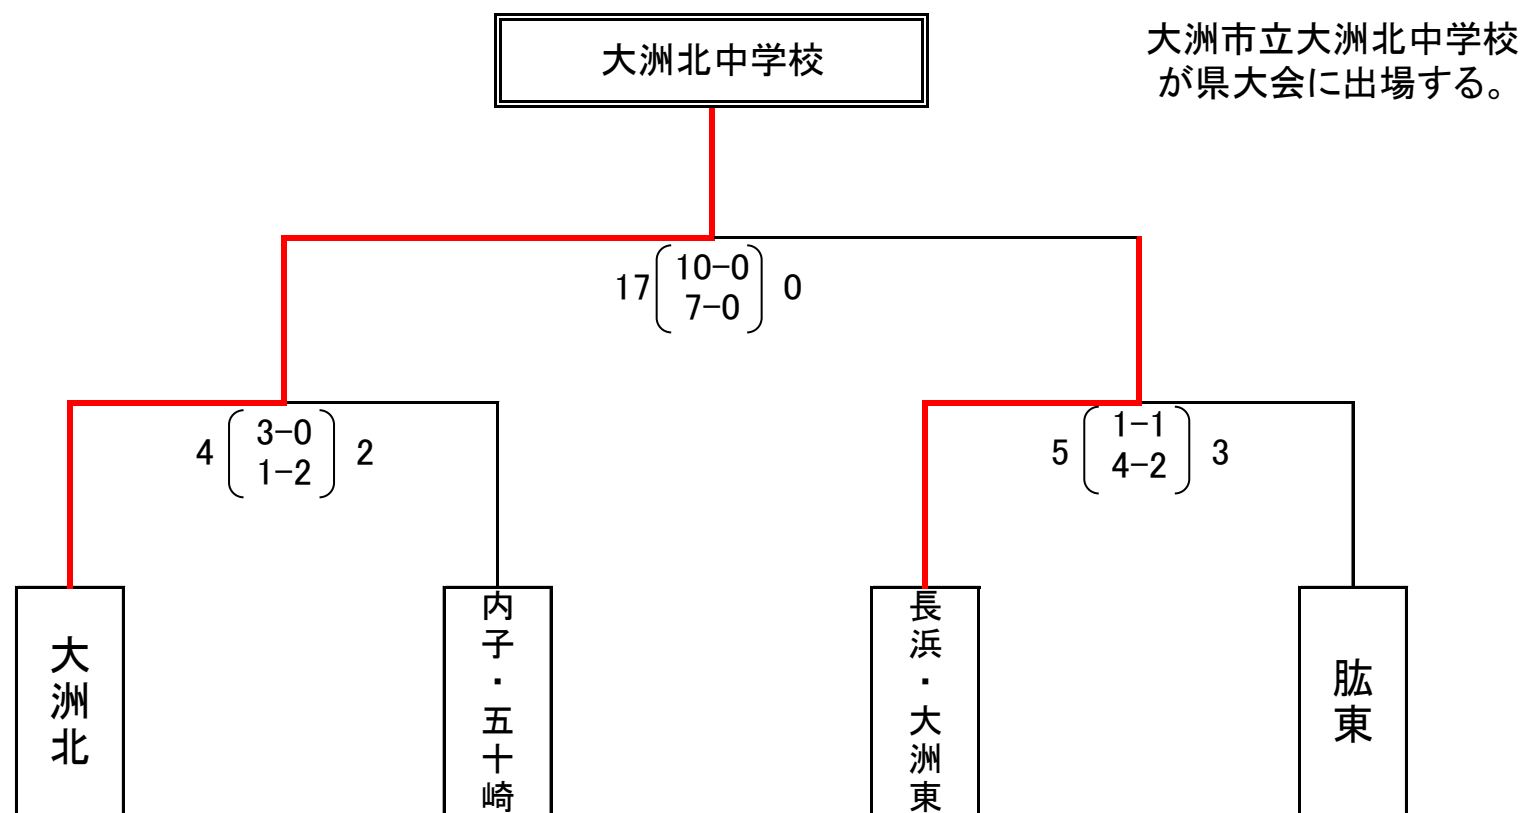 大洲北中学校
大洲市立大洲北中学校
が県大会に出場する。
17 10-0 0
7-0
4 3-0 2
1-2
5 1-1 3
4-2
大洲北
内子・五十崎
長浜・大洲東
肱東